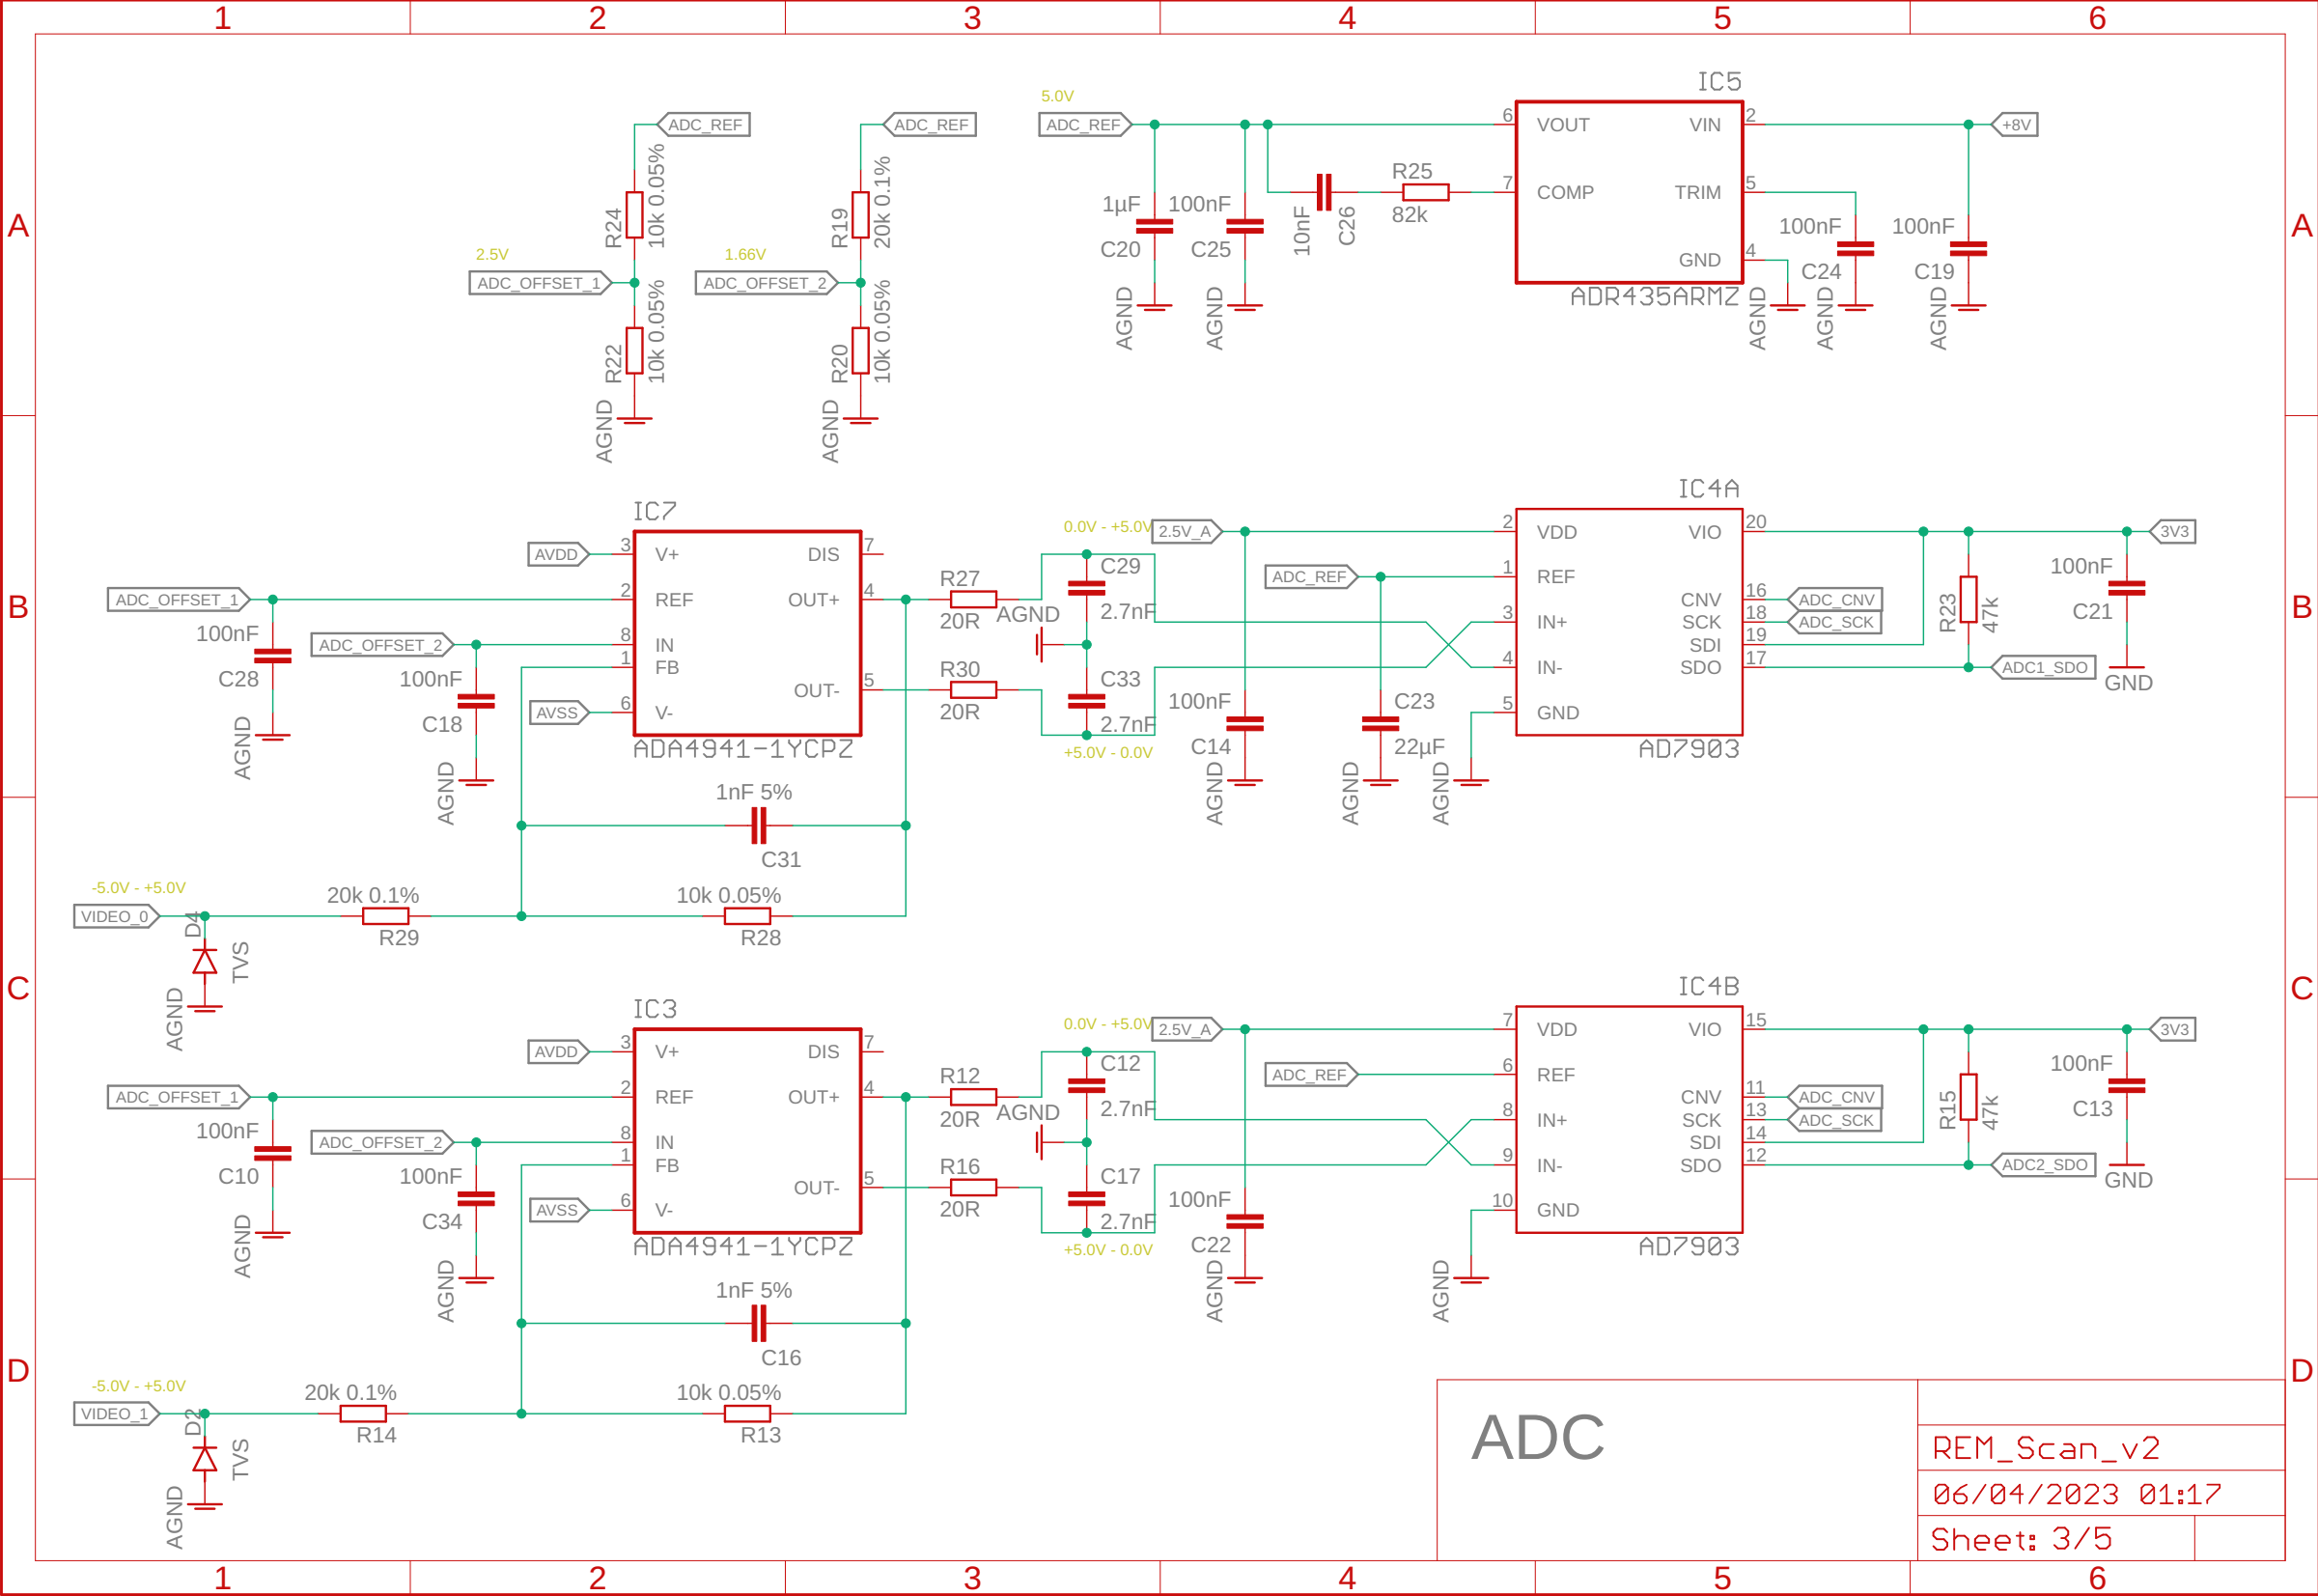 1 2 3 4 5 6
A A
B B
C C
D D
ADC_REF
R24
10k 0.05%
2.5V
ADC_OFFSET_1
R22
10k 0.05%
AGND
ADC_REF
R19
20k 0.1%
1.66V
ADC_OFFSET_2
R20
10k 0.05%
AGND
5.0V
ADC_REF
1µF
C20
AGND
100nF
C25
AGND
10nF
C26
R25
82k
IC5
6 VOUT VIN 2
7 COMP TRIM 5
GND 4
ADR435ARMZ
+8V
AGND
100nF
C24
AGND
100nF
C19
AGND
IC7
AVDD 3 V+ DIS 7
ADC_OFFSET_1 2 REF OUT+ 4
ADC_OFFSET_2 8 IN
1 FB
OUT- 5
AVSS 6 V-
ADA4941-1YCPZ
100nF
C28
AGND
100nF
C18
AGND
1nF 5%
C31
-5.0V - +5.0V
VIDEO_0
D4
TVS
AGND
20k 0.1%
R29
10k 0.05%
R28
R27
20R
R30
20R
AGND
0.0V - +5.0V
C29
2.7nF
C33
2.7nF
+5.0V - 0.0V
2.5V_A
ADC_REF
100nF
C14
AGND
C23
22µF
AGND
AGND
IC4A
2 VDD VIO 20
1 REF
CNV 16 ADC_CNV
3 IN+ SCK 18 ADC_SCK
SDI 19
4 IN- SDO 17 ADC1_SDO
5 GND
AD7903
3V3
R23
47k
100nF
C21
GND
IC3
AVDD 3 V+ DIS 7
ADC_OFFSET_1 2 REF OUT+ 4
ADC_OFFSET_2 8 IN
1 FB
OUT- 5
AVSS 6 V-
ADA4941-1YCPZ
100nF
C10
AGND
100nF
C34
AGND
1nF 5%
C16
-5.0V - +5.0V
VIDEO_1
D2
TVS
AGND
20k 0.1%
R14
10k 0.05%
R13
R12
20R
R16
20R
AGND
0.0V - +5.0V
C12
2.7nF
C17
2.7nF
+5.0V - 0.0V
2.5V_A
ADC_REF
100nF
C22
AGND
AGND
IC4B
7 VDD VIO 15
6 REF
CNV 11 ADC_CNV
8 IN+ SCK 13 ADC_SCK
SDI 14
9 IN- SDO 12 ADC2_SDO
10 GND
AD7903
3V3
R15
47k
100nF
C13
GND
ADC
REM_Scan_v2
06/04/2023 01:17
Sheet: 3/5
1 2 3 4 5 6